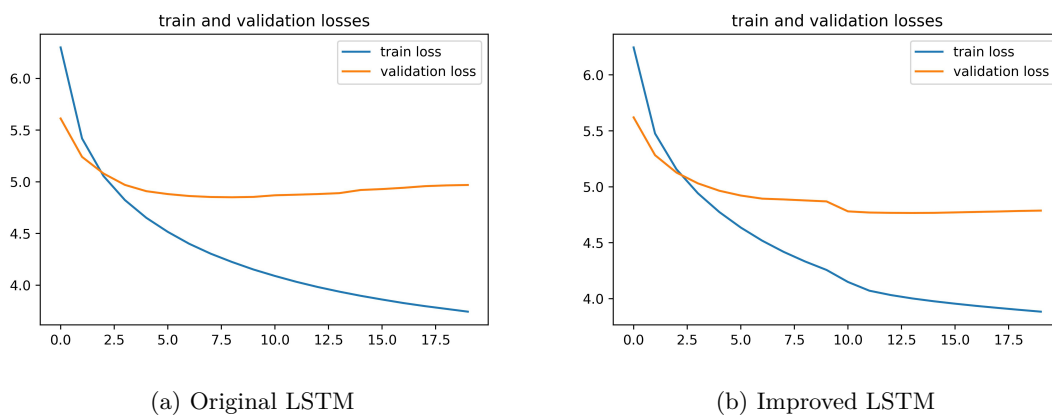 train and validation losses
train loss
validation loss
6.0
5.5
5.0
4.5
4.0
0.0 2.5 5.0 7.5 10.0 12.5 15.0 17.5
(a) Original LSTM
train and validation losses
train loss
validation loss
6.0
5.5
5.0
4.5
4.0
0.0 2.5 5.0 7.5 10.0 12.5 15.0 17.5
(b) Improved LSTM